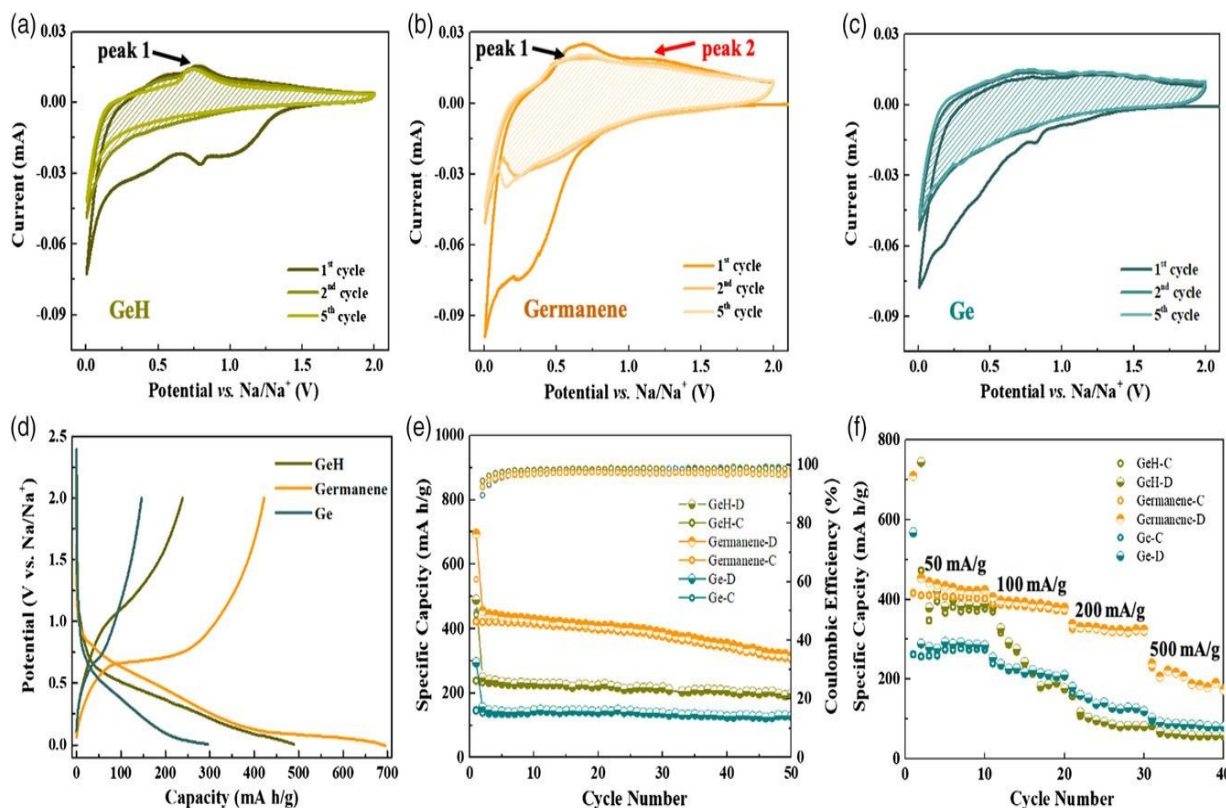 (a)
0.03
0.00
-0.03
-0.06
-0.09
Current (mA)
peak 1
1st cycle
2nd cycle
5th cycle
GeH
0.0 0.5 1.0 1.5 2.0
Potential vs. Na/Na+ (V)
(b)
0.03
0.00
-0.03
-0.06
-0.09
Current (mA)
peak 1
peak 2
1st cycle
2nd cycle
5th cycle
Germanene
0.0 0.5 1.0 1.5 2.0
Potential vs. Na/Na+ (V)
(c)
0.03
0.00
-0.03
-0.06
-0.09
Current (mA)
1st cycle
2nd cycle
5th cycle
Ge
0.0 0.5 1.0 1.5 2.0
Potential vs. Na/Na+ (V)
(d)
2.5
2.0
1.5
1.0
0.5
0.0
Potential (V vs. Na/Na+)
GeH
Germanene
Ge
0 100 200 300 400 500 600 700
Capacity (mA h/g)
(e)
1000
900
800
600
400
200
0
Specific Capcity (mA h/g)
GeH-D
GeH-C
Germanene-D
Germanene-C
Ge-D
Ge-C
100
80
60
40
20
0
Coulombic Efficiency (%)
0 10 20 30 40 50
Cycle Number
(f)
800
600
400
200
0
Specific Capcity (mA h/g)
GeH-C
GeH-D
Germanene-C
Germanene-D
Ge-C
Ge-D
50 mA/g
100 mA/g
200 mA/g
500 mA/g
0 10 20 30 40
Cycle Number